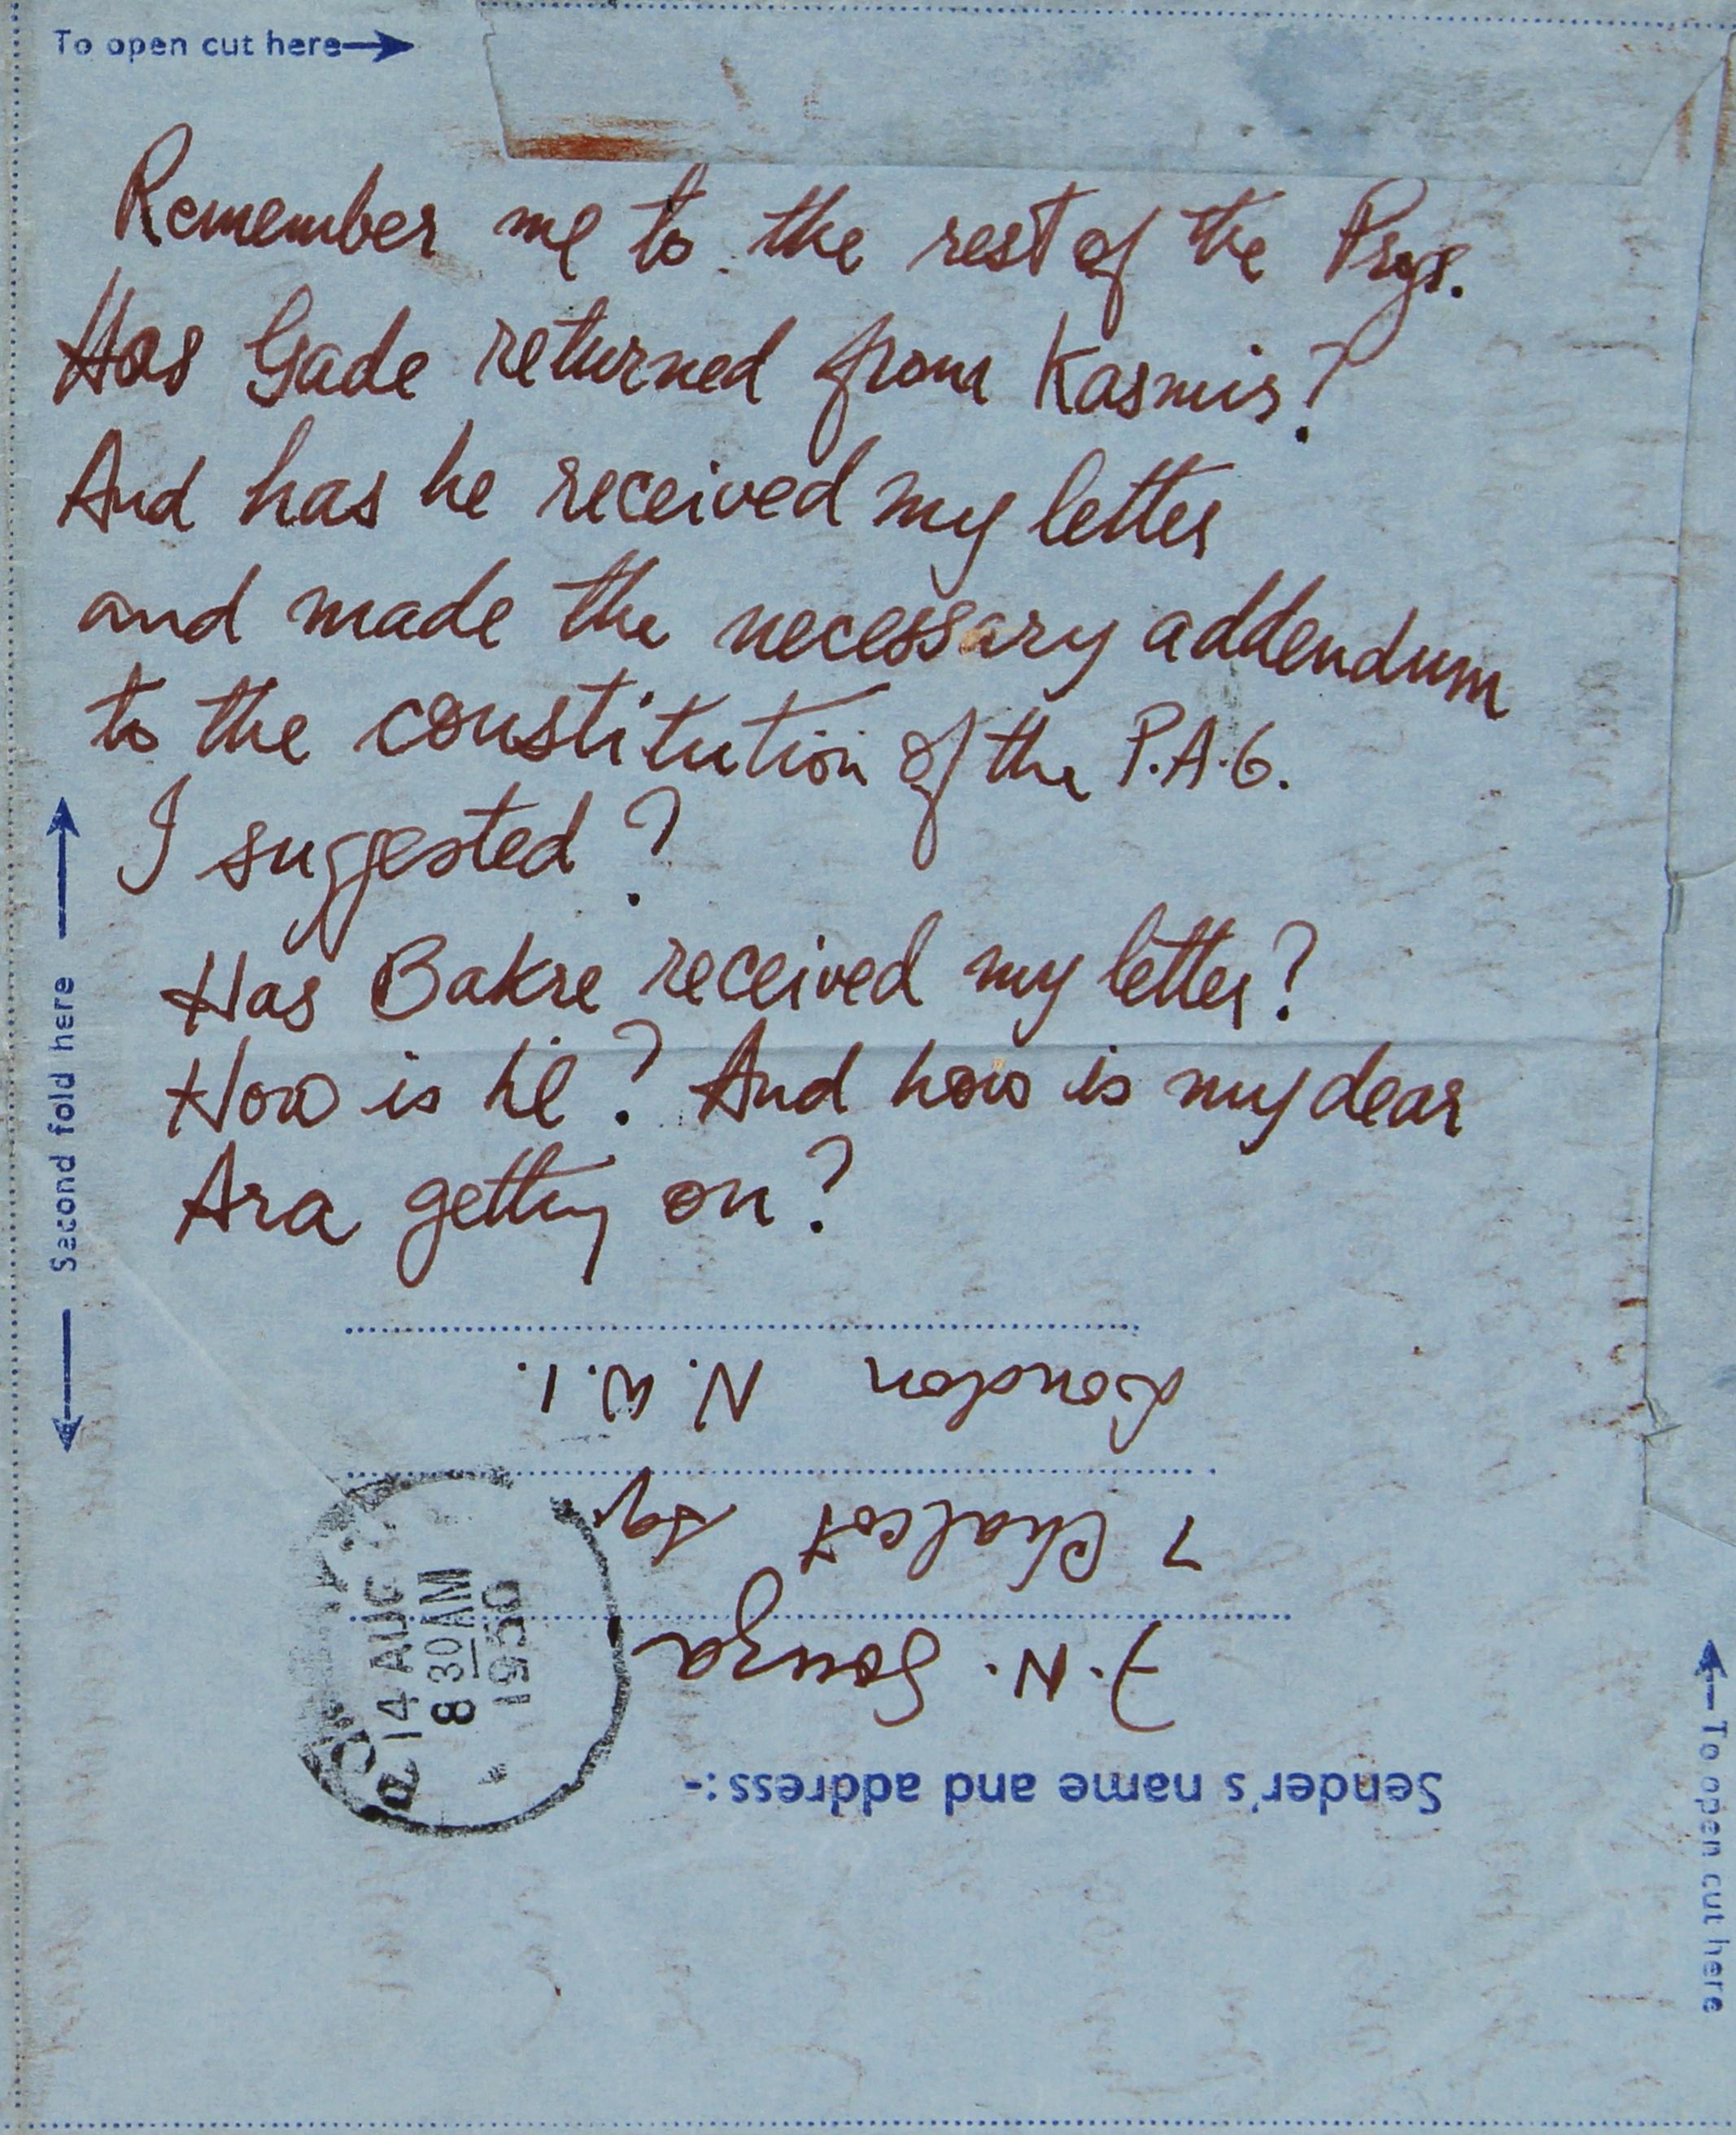 To open cut here
Remember me to the rest of the Progs.
Has Gade returned from Kasmir?
And has he received my letter
and made the necessary addendum
to the constitution of the P.A.G.
I suggested?
Has Bakre received my letter?
How is he? And how is my dear
Ara getting on?
Second fold here
Sender's name and address:-
F. N. Souza
7 Chalcot Sq
London N.W.1.
14 AUG
8 30 AM
1950
To open cut here